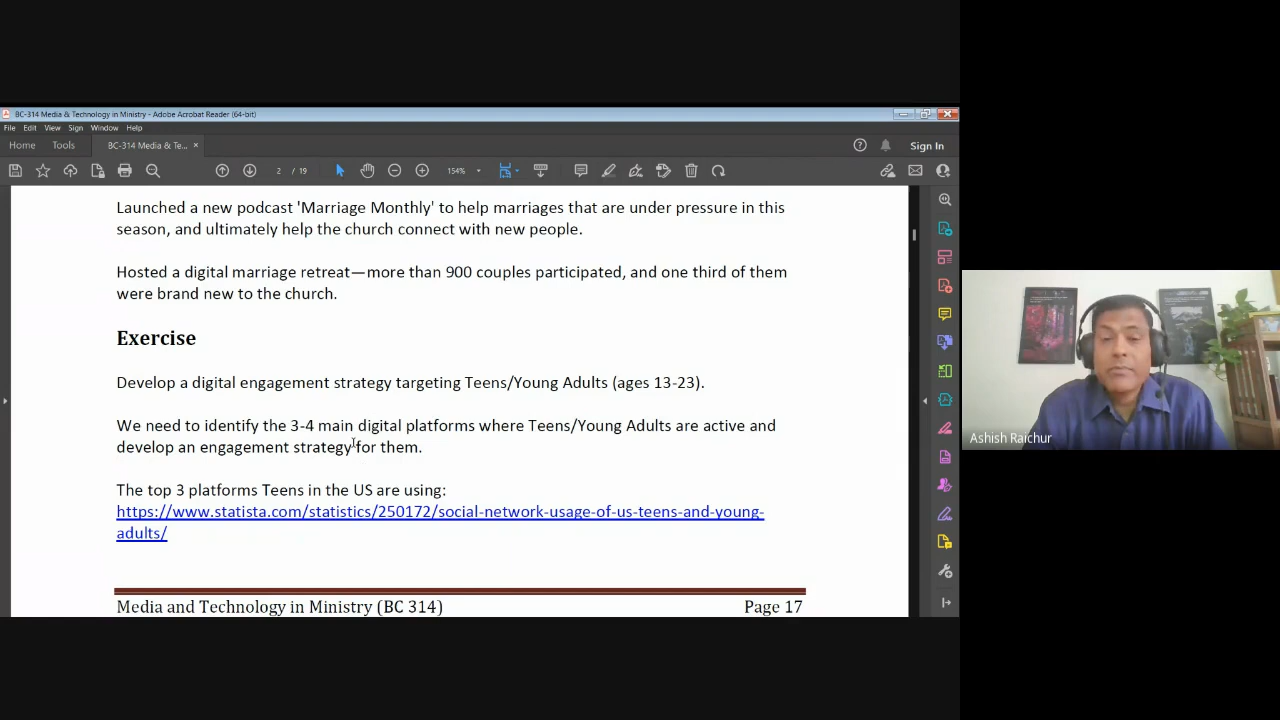 BC-314 Media & Technology in Ministry - Adobe Acrobat Reader (64-bit)
File Edit View Sign Window Help
Home Tools BC-314 Media & Te... × Sign In
2 / 19 154%
Launched a new podcast 'Marriage Monthly' to help marriages that are under pressure in this
season, and ultimately help the church connect with new people.
Hosted a digital marriage retreat—more than 900 couples participated, and one third of them
were brand new to the church.
Exercise
Develop a digital engagement strategy targeting Teens/Young Adults (ages 13-23).
We need to identify the 3-4 main digital platforms where Teens/Young Adults are active and
develop an engagement strategy for them.
The top 3 platforms Teens in the US are using:
https://www.statista.com/statistics/250172/social-network-usage-of-us-teens-and-young-
adults/
Media and Technology in Ministry (BC 314) Page 17
Ashish Raichur